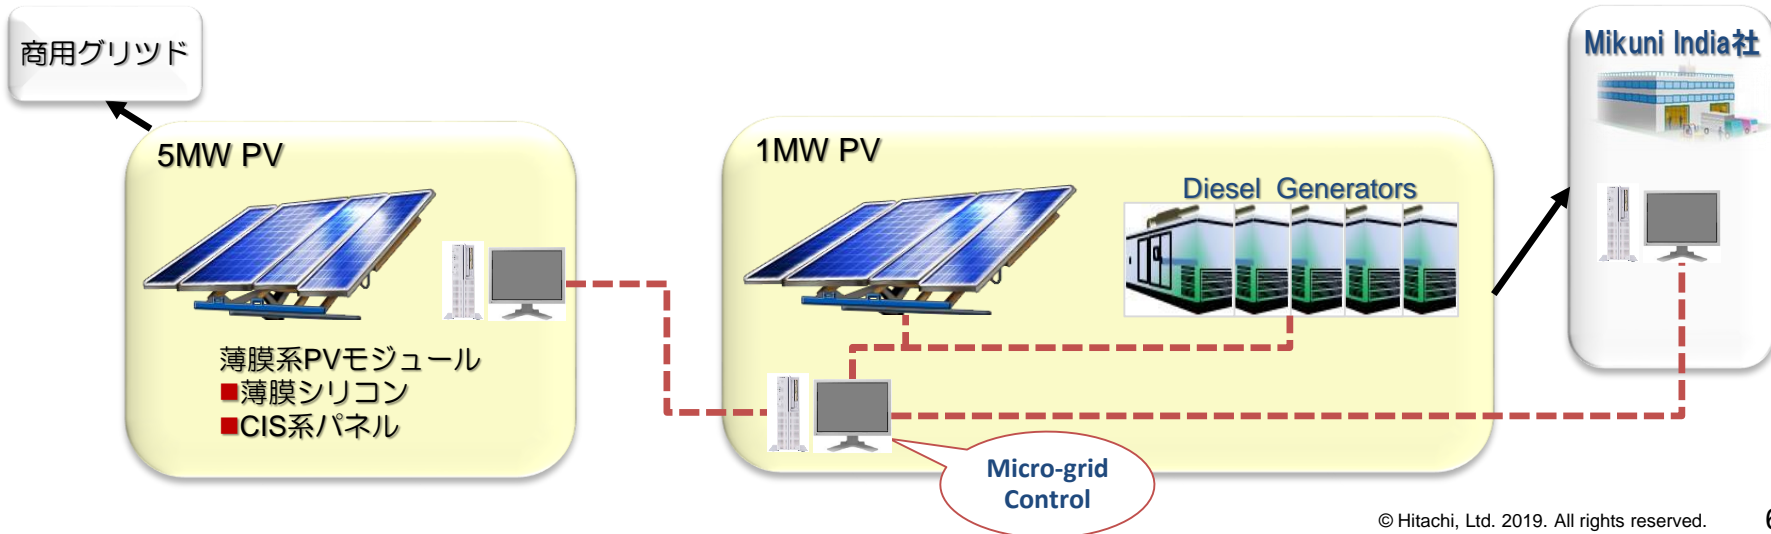 商用グリッド
5MW PV
薄膜系PVモジュール
■薄膜シリコン
■CIS系パネル
1MW PV
Diesel Generators
Micro-grid
Control
Mikuni India社
© Hitachi, Ltd. 2019. All rights reserved.
6